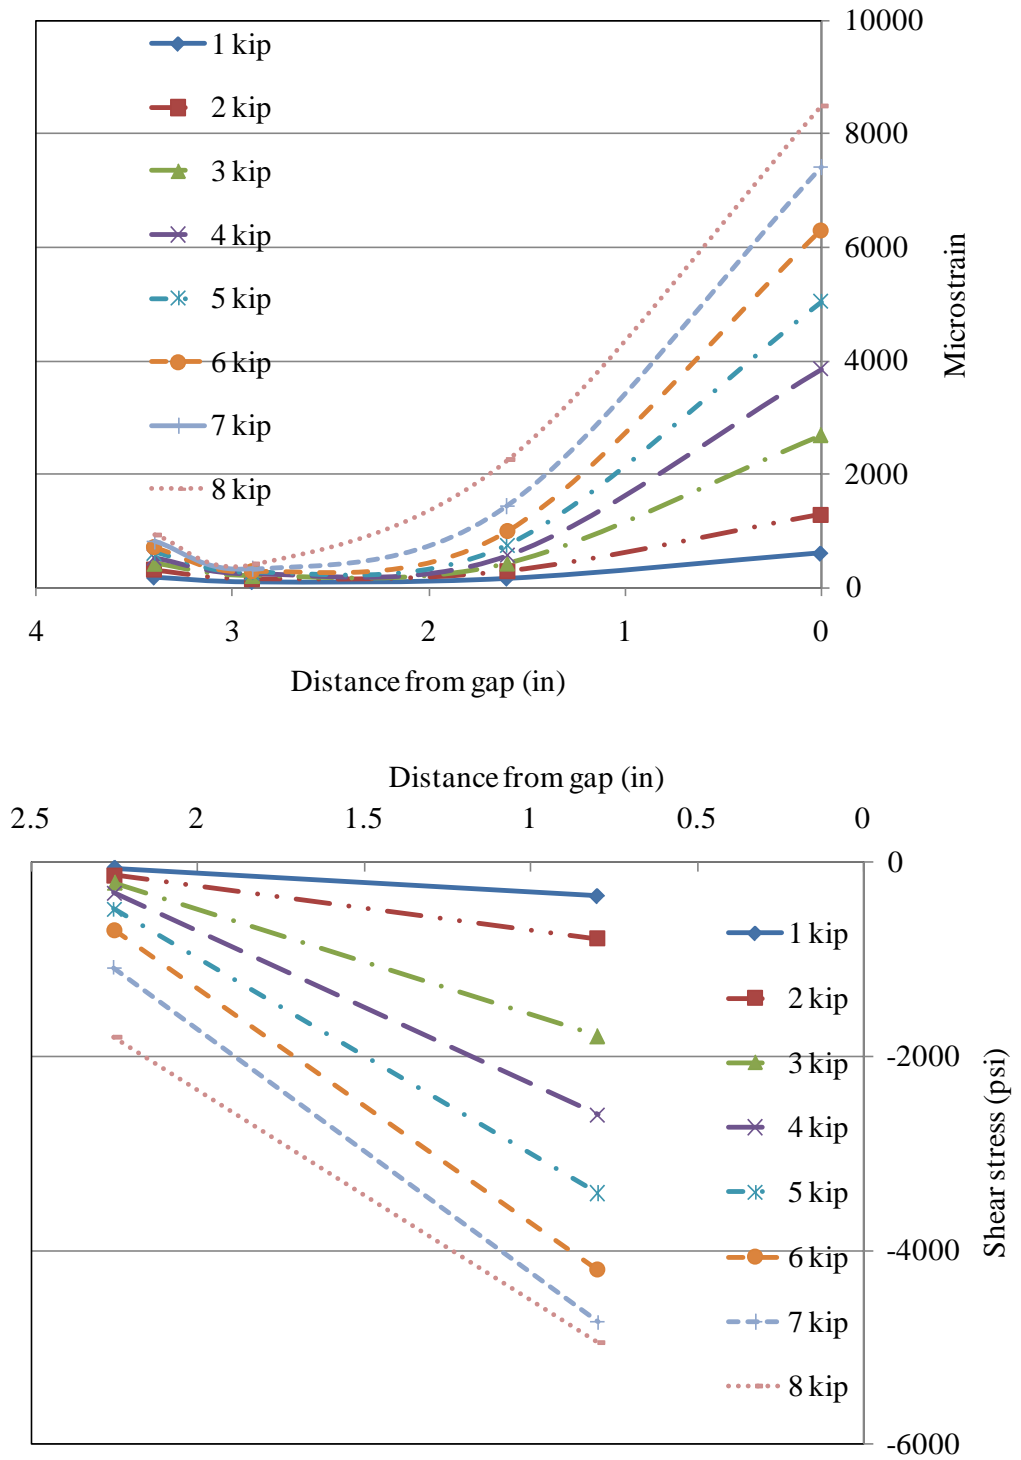 10000
1 kip
2 kip
8000
3 kip
4 kip
6000
5 kip
6 kip
4000
7 kip
2000
8 kip
0
4 3 2 1 0
Distance from gap (in)
Microstrain
Distance from gap (in)
2.5 2 1.5 1 0.5 0
0
1 kip
2 kip
-2000
3 kip
4 kip
5 kip
-4000
6 kip
7 kip
8 kip
-6000
Shear stress (psi)